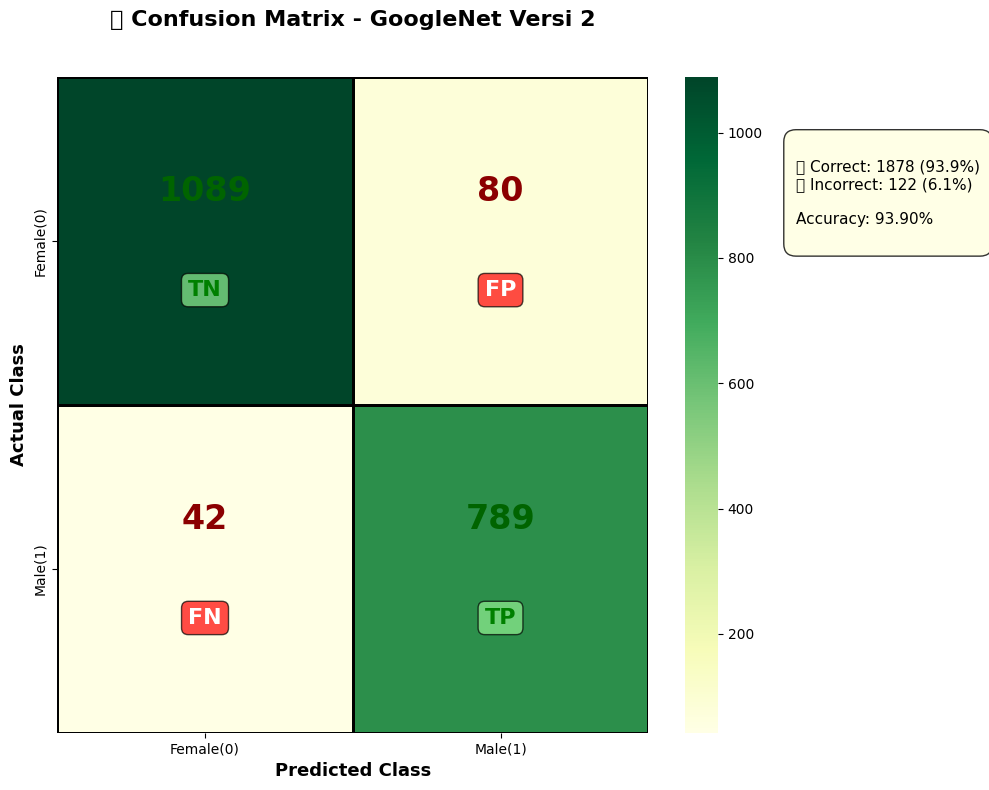 ▯ Confusion Matrix - GoogleNet Versi 2
1000
▯ Correct: 1878 (93.9%)
▯ Incorrect: 122 (6.1%)
Accuracy: 93.90%
1089
80
Female(0)
TN
FP
800
600
Actual Class
42
789
400
Male(1)
FN
TP
200
Female(0)
Male(1)
Predicted Class